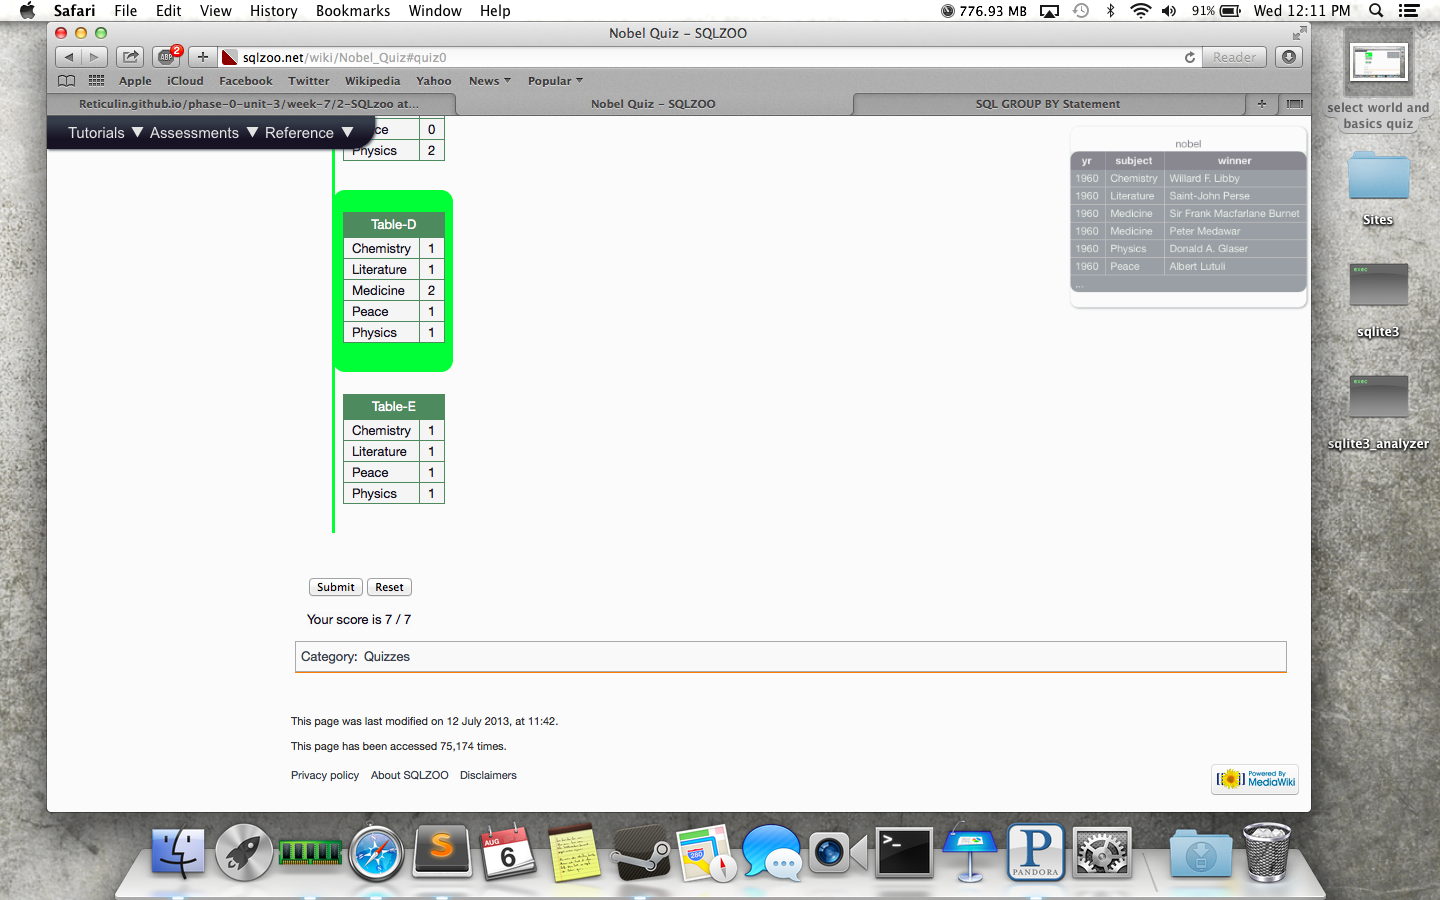 Safari File Edit View History Bookmarks Window Help 776.93 MB 91% Wed 12:11 PM
Nobel Quiz – SQLZOO
ABP 2 sqlzoo.net/wiki/Nobel_Quiz#quiz0 Reader
Apple iCloud Facebook Twitter Wikipedia Yahoo News Popular
Reticulin.github.io/phase-0-unit-3/week-7/2-SQLzoo at... Nobel Quiz – SQLZOO SQL GROUP BY Statement
Tutorials Assessments Reference
0
Physics 2
Table-D
Chemistry 1
Literature 1
Medicine 2
Peace 1
Physics 1
Table-E
Chemistry 1
Literature 1
Peace 1
Physics 1
Submit Reset
Your score is 7 / 7
Category: Quizzes
This page was last modified on 12 July 2013, at 11:42.
This page has been accessed 75,174 times.
Privacy policy About SQLZOO Disclaimers
Powered By
MediaWiki
nobel
yr subject winner
1960 Chemistry Willard F. Libby
1960 Literature Saint-John Perse
1960 Medicine Sir Frank Macfarlane Burnet
1960 Medicine Peter Medawar
1960 Physics Donald A. Glaser
1960 Peace Albert Lutuli
...
select world and
basics quiz
Sites
exec
sqlite3
exec
sqlite3_analyzer
S
AUG
6
280
>_
P
PANDORA